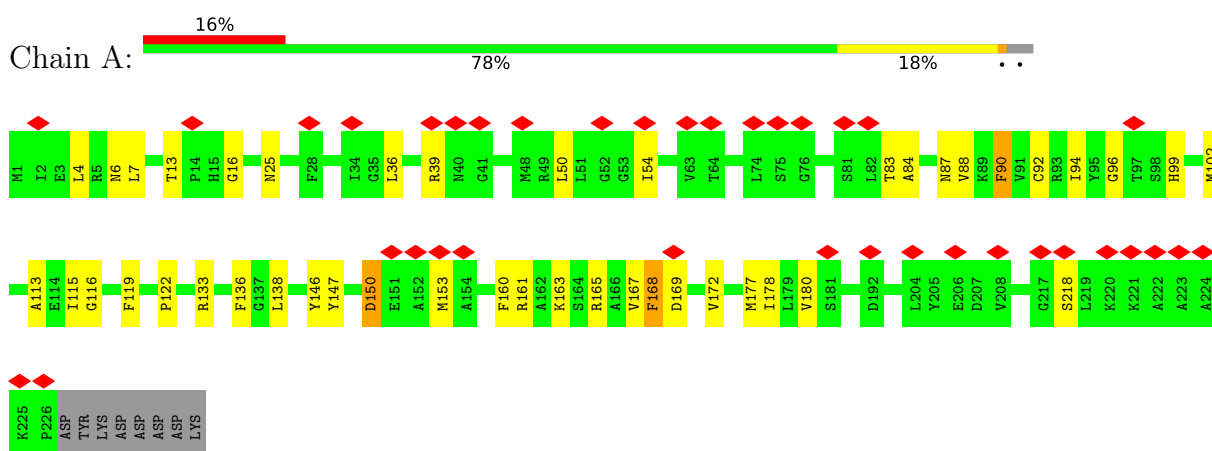 16%
Chain A:
78% 18% • •
M1 I2 E3 L4 R5 N6 L7 T13 P14 H15 G16 N25 F28 I34 G35 L36 R39 N40 G41 M48 R49 L50 L51 G52 G53 I54 V63 T64 L74 S75 G76 S81 L82 T83 A84 N87 V88 K89 F90 V91 C92 R93 I94 Y95 G96 T97 S98 H99 M102
A113 E114 I115 G116 F119 P122 R133 F136 G137 L138 Y146 Y147 D150 E151 A152 M153 A154 F160 R161 A162 K163 S164 R165 A166 V167 F168 D169 V172 M177 I178 L179 V180 S181 D192 L204 Y205 E206 D207 V208 G217 S218 L219 K220 K221 A222 A223 A224
K225 P226 ASP TYR LYS ASP ASP ASP ASP LYS